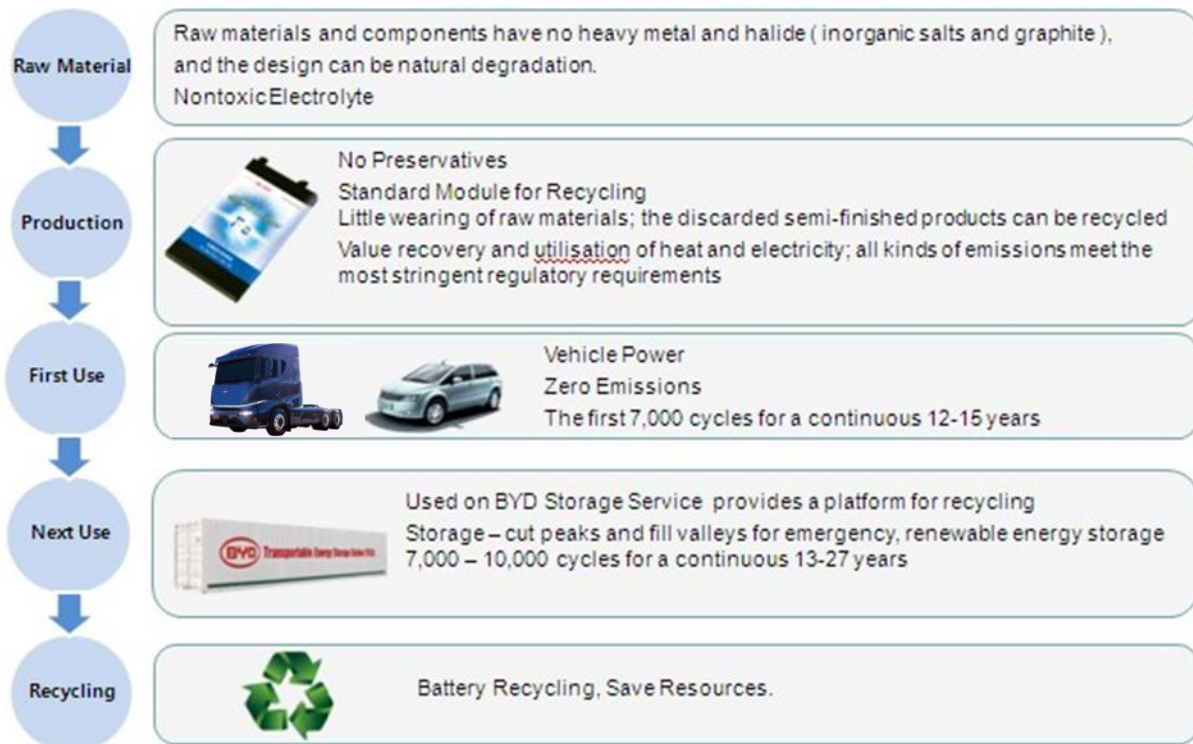 Raw Material
Raw materials and components have no heavy metal and halide ( inorganic salts and graphite ),
and the design can be natural degradation.
Nontoxic Electrolyte
Production
No Preservatives
Standard Module for Recycling
Little wearing of raw materials; the discarded semi-finished products can be recycled
Value recovery and utilisation of heat and electricity; all kinds of emissions meet the
most stringent regulatory requirements
First Use
Vehicle Power
Zero Emissions
The first 7,000 cycles for a continuous 12-15 years
Next Use
BYD Transportable Energy Storage
Used on BYD Storage Service provides a platform for recycling
Storage – cut peaks and fill valleys for emergency, renewable energy storage
7,000 – 10,000 cycles for a continuous 13-27 years
Recycling
Battery Recycling, Save Resources.